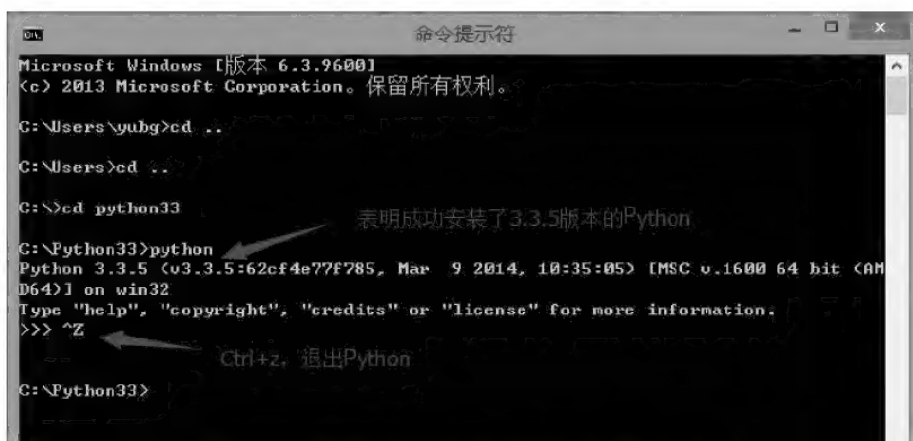 命令提示符
Microsoft Windows [版本 6.3.9600]
(c) 2013 Microsoft Corporation。保留所有权利。
C:\Users\yubg>cd ..
C:\Users>cd ..
C:\>cd python33
表明成功安装了3.3.5版本的Python
C:\Python33>python
Python 3.3.5 (v3.3.5:62cf4e77f785, Mar  9 2014, 10:35:05) [MSC v.1600 64 bit (AM
D64)] on win32
Type "help", "copyright", "credits" or "license" for more information.
>>> ^Z
Ctrl+z，退出Python
C:\Python33>